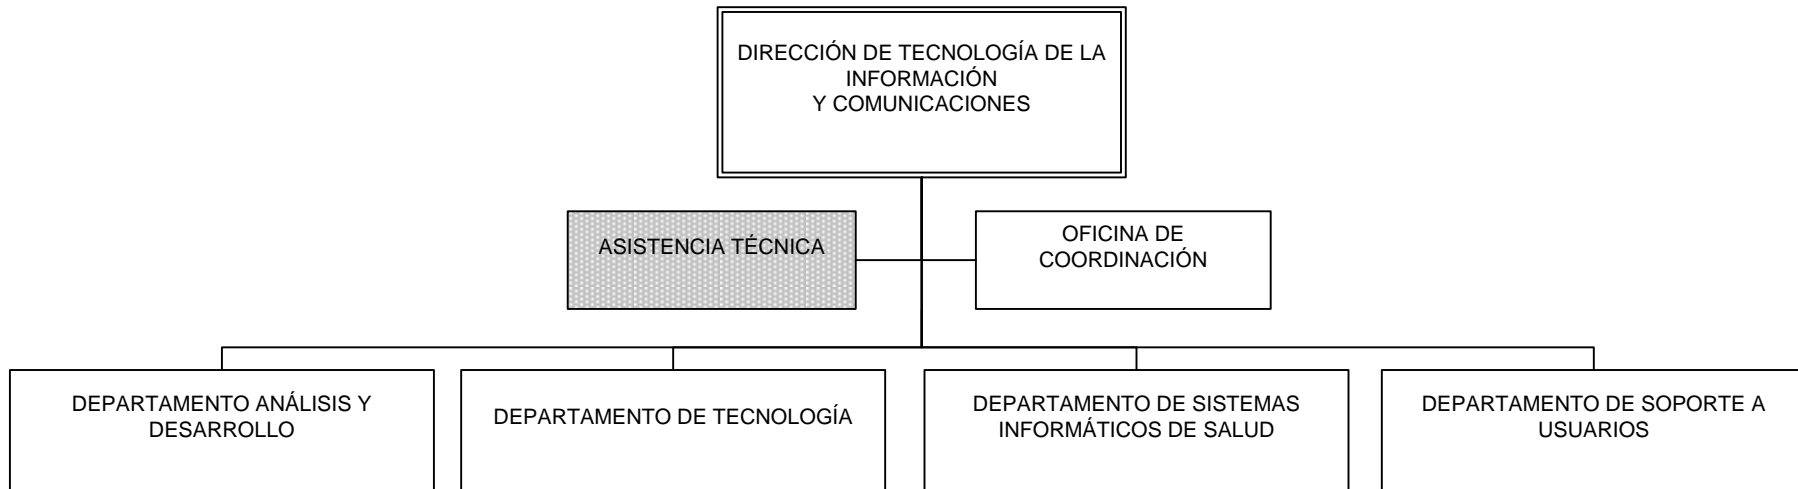 DIRECCIÓN DE TECNOLOGÍA DE LA
INFORMACIÓN
Y COMUNICACIONES
ASISTENCIA TÉCNICA
OFICINA DE
COORDINACIÓN
DEPARTAMENTO ANÁLISIS Y
DESARROLLO
DEPARTAMENTO DE TECNOLOGÍA
DEPARTAMENTO DE SISTEMAS
INFORMÁTICOS DE SALUD
DEPARTAMENTO DE SOPORTE A
USUARIOS